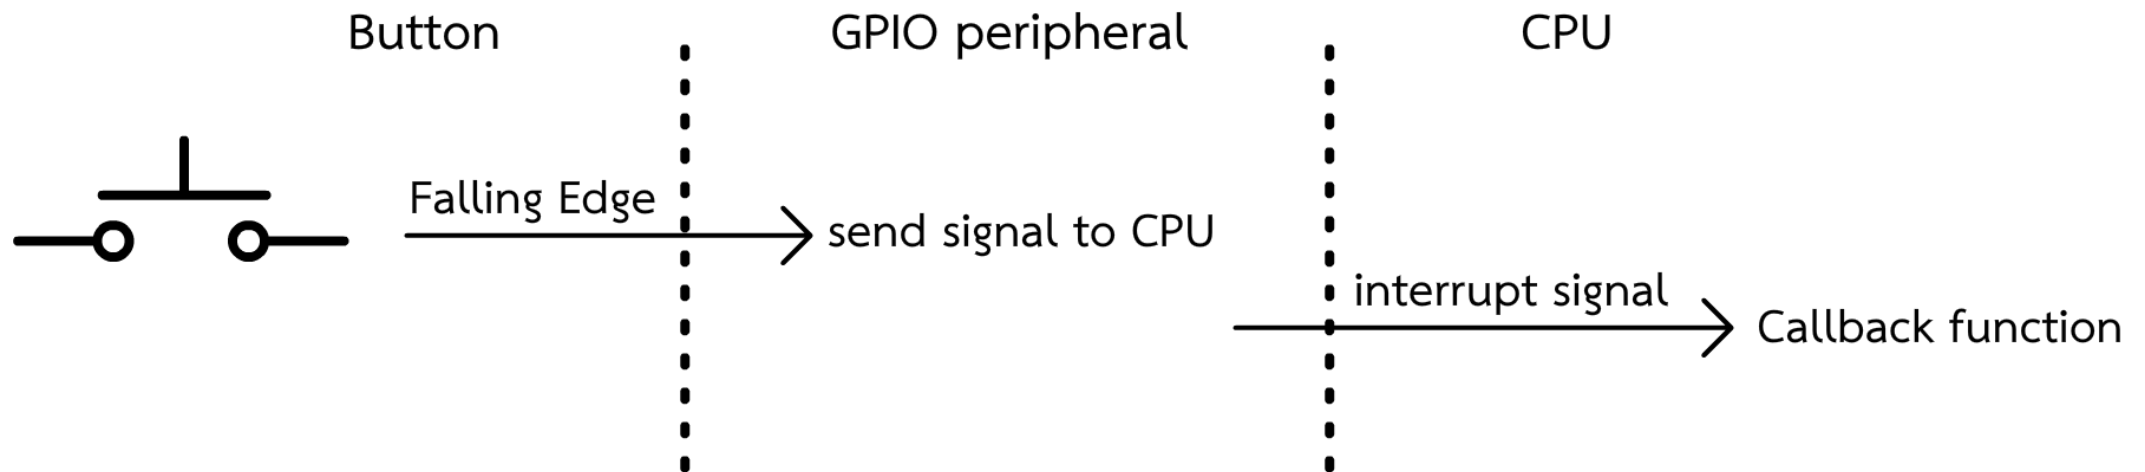 Button
GPIO peripheral
CPU
Falling Edge
send signal to CPU
interrupt signal
Callback function